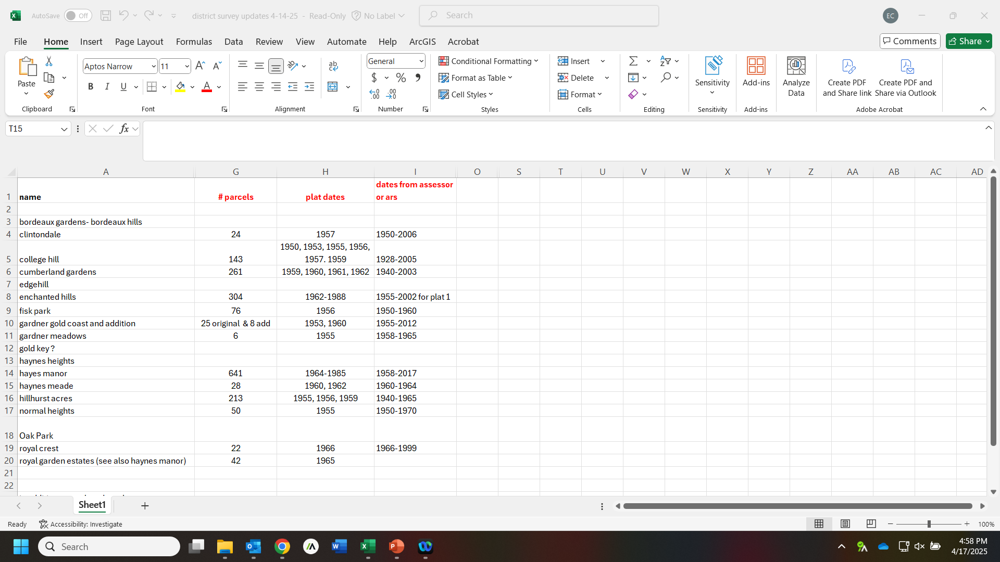 AutoSave Off district survey updates 4-14-25 - Read-Only No Label Search EC
File Home Insert Page Layout Formulas Data Review View Automate Help ArcGIS Acrobat Comments Share
Paste
Clipboard
Aptos Narrow 11
B I U A
Font
ab
Alignment
General
$ % 9
.00 .00
Number
Conditional Formatting
Format as Table
Cell Styles
Styles
Insert
Delete
Format
Cells
Editing
Sensitivity
Sensitivity
Add-ins
Add-ins
Analyze
Data
Create PDF
and Share link
Create PDF and
Share via Outlook
Adobe Acrobat
T15 fx
A G H I O S T U V W X Y Z AA AB AC AD
1 name # parcels plat dates dates from assessor
or ars
2
3 bordeaux gardens- bordeaux hills
4 clintondale 24 1957 1950-2006
5 college hill 143 1950, 1953, 1955, 1956,
1957. 1959 1928-2005
6 cumberland gardens 261 1959, 1960, 1961, 1962 1940-2003
7 edgehill
8 enchanted hills 304 1962-1988 1955-2002 for plat 1
9 fisk park 76 1956 1950-1960
10 gardner gold coast and addition 25 original & 8 add 1953, 1960 1955-2012
11 gardner meadows 6 1955 1958-1965
12 gold key ?
13 haynes heights
14 hayes manor 641 1964-1985 1958-2017
15 haynes meade 28 1960, 1962 1960-1964
16 hillhurst acres 213 1955, 1956, 1959 1940-1965
17 normal heights 50 1955 1950-1970
18 Oak Park
19 royal crest 22 1966 1966-1999
20 royal garden estates (see also haynes manor) 42 1965
21
22
Sheet1
Ready Accessibility: Investigate 100%
Search
4:58 PM
4/17/2025